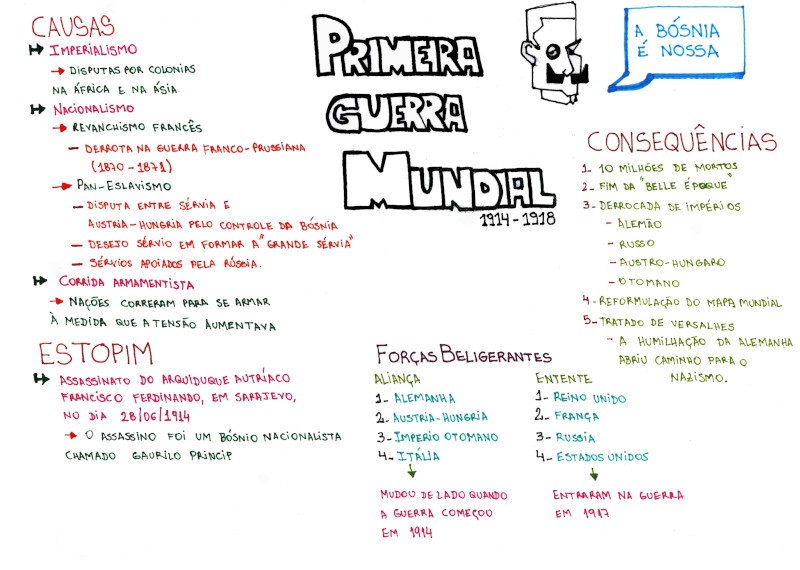 CAUSAS
IMPERIALISMO
DISPUTAS POR COLONIAS
NA ÁFRICA E NA ÁSIA
NACIONALISMO
REVANCHISMO FRANCÊS
- DERROTA NA GUERRA FRANCO-PRUSSIANA
(1870-1871)
PAN-ESLAVISMO
- DISPUTA ENTRE SÉRVIA E
AUSTRIA-HUNGRIA PELO CONTROLE DA BÓSNIA
- DESEJO SÉRVIO EM FORMAR A "GRANDE SÉRVIA"
- SÉRVIOS APOIADOS PELA RÚSSIA.
CORRIDA ARMAMENTISTA
NAÇÕES CORRERAM PARA SE ARMAR
À MEDIDA QUE A TENSÃO AUMENTAVA
ESTOPIM
ASSASSINATO DO ARQUIDUQUE AUTRÍACO
FRANCISCO FERDINANDO, EM SARAJEVO,
NO DIA 28/06/1914
O ASSASSINO FOI UM BÓSNIO NACIONALISTA
CHAMADO GAURILO PRINCIP
PRIMEIRA
GUERRA
MUNDIAL
1914-1918
A BÓSNIA
É NOSSA
FORÇAS BELIGERANTES
ALIANÇA
1- ALEMANHA
2- AUSTRIA-HUNGRIA
3- IMPERIO OTOMANO
4- ITÁLIA
MUDOU DE LADO QUANDO
A GUERRA COMEÇOU
EM 1914
ENTENTE
1- REINO UNIDO
2- FRANÇA
3- RUSSIA
4- ESTADOS UNIDOS
ENTRARAM NA GUERRA
EM 1917
CONSEQUÊNCIAS
1- 10 MILHÕES DE MORTOS
2- FIM DA "BELLE ÉPOQUE"
3- DERROCADA DE IMPÉRIOS
- ALEMÃO
- RUSSO
- AUSTRO-HUNGARO
- OTOMANO
4- REFORMULAÇÃO DO MAPA MUNDIAL
5- TRATADO DE VERSALHES
- A HUMILHAÇÃO DA ALEMANHA
ABRIU CAMINHO PARA O
NAZISMO.